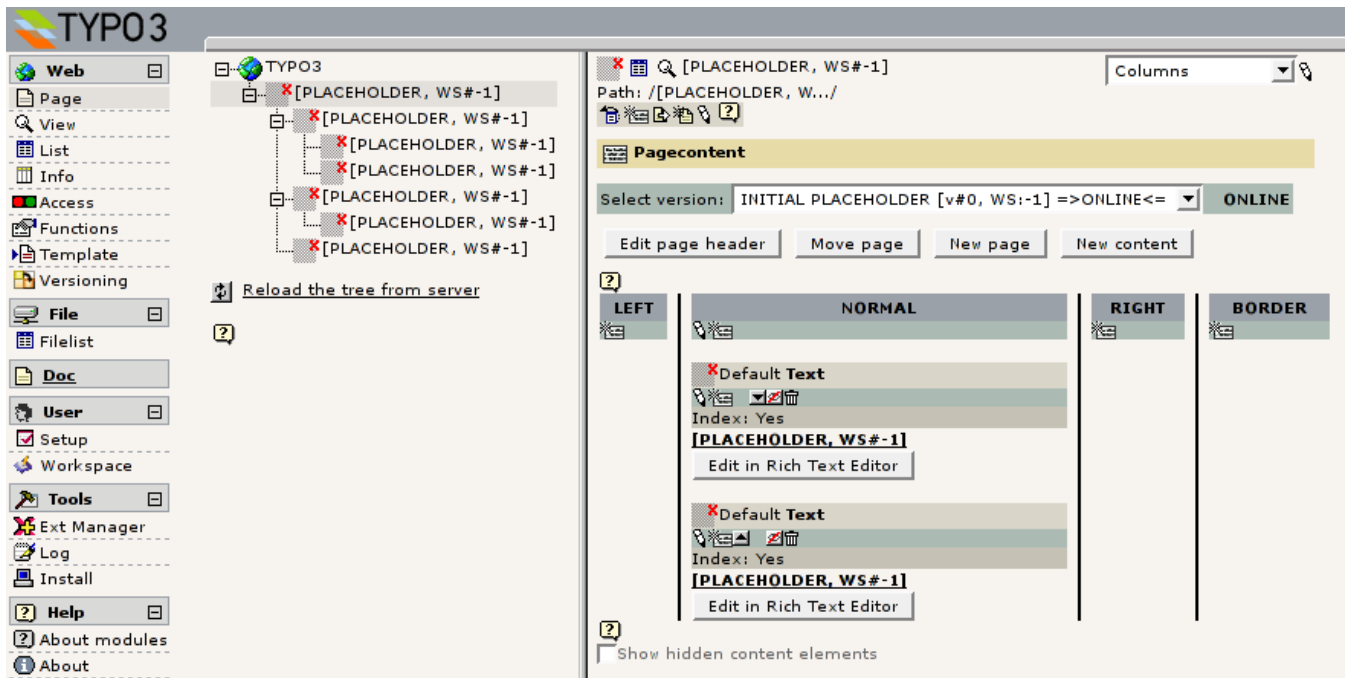 TYPO3
Web
Page
View
List
Info
Access
Functions
Template
Versioning
File
Filelist
Doc
User
Setup
Workspace
Tools
Ext Manager
Log
Install
Help
About modules
About
TYPO3
[PLACEHOLDER, WS#-1]
[PLACEHOLDER, WS#-1]
[PLACEHOLDER, WS#-1]
[PLACEHOLDER, WS#-1]
[PLACEHOLDER, WS#-1]
[PLACEHOLDER, WS#-1]
[PLACEHOLDER, WS#-1]
Reload the tree from server
[PLACEHOLDER, WS#-1]
Columns
Path: /[PLACEHOLDER, W.../
Pagecontent
Select version: INITIAL PLACEHOLDER [v#0, WS:-1] =>ONLINE<= ONLINE
Edit page header Move page New page New content
LEFT NORMAL RIGHT BORDER
Default Text
Index: Yes
[PLACEHOLDER, WS#-1]
Edit in Rich Text Editor
Default Text
Index: Yes
[PLACEHOLDER, WS#-1]
Edit in Rich Text Editor
Show hidden content elements